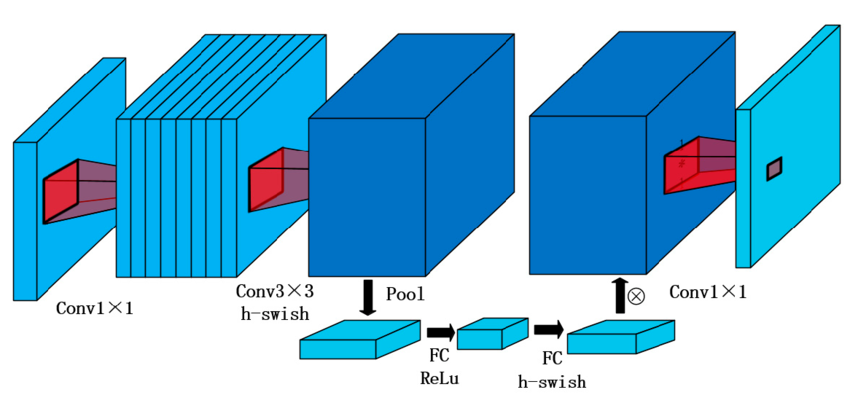 Conv1×1
Conv3×3
h-swish
Pool
⊗
Conv1×1
FC
ReLu
FC
h-swish